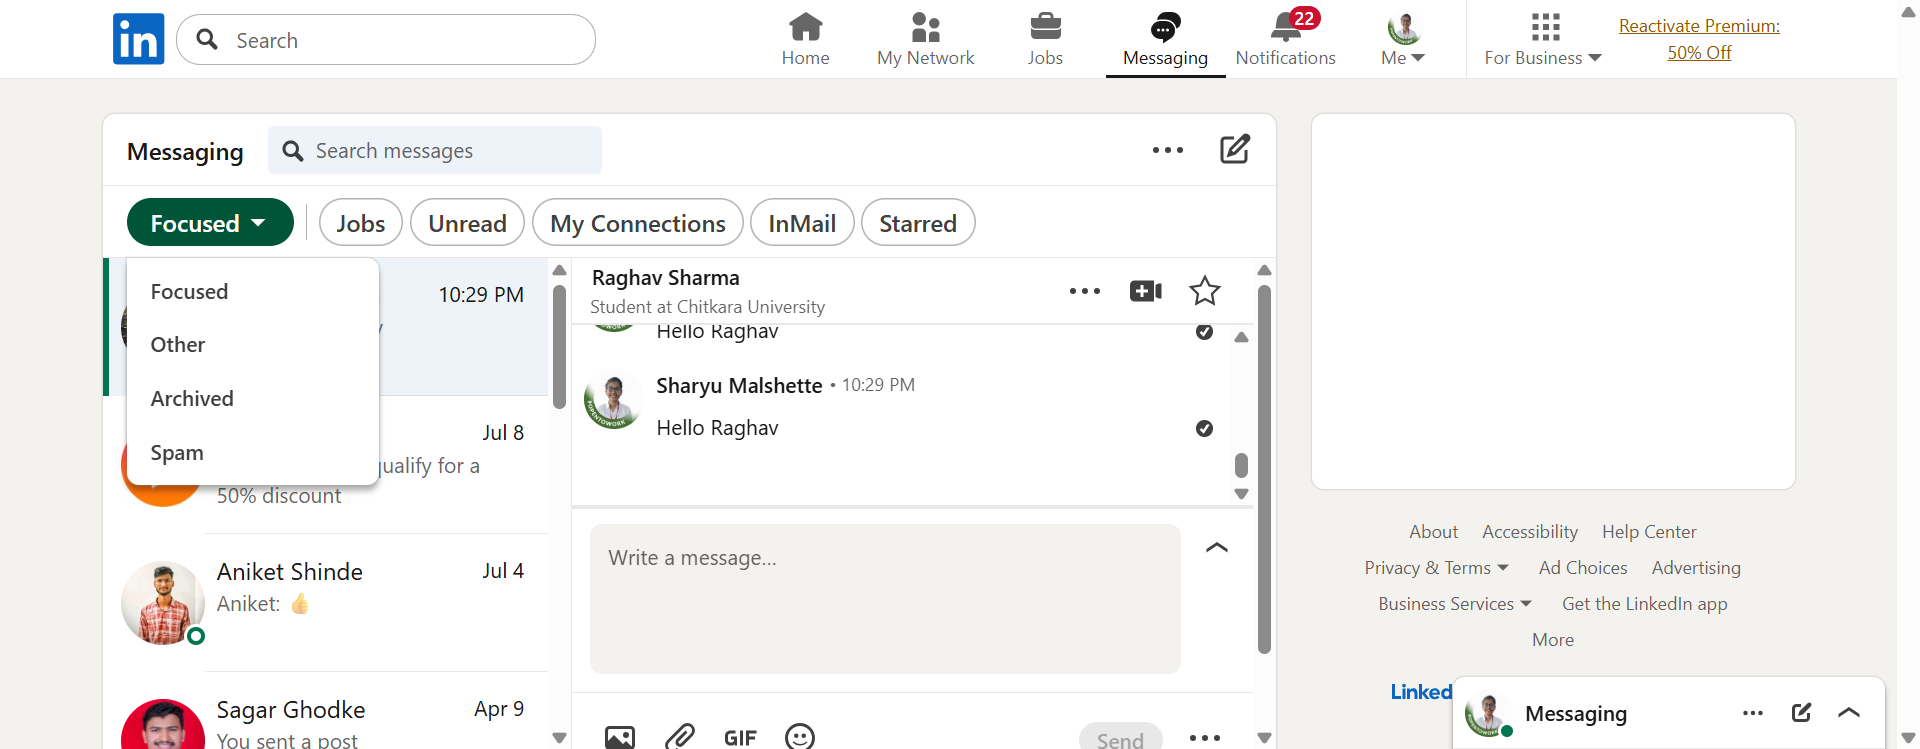 in
Search
Home
My Network
Jobs
Messaging
22
Notifications
Me
For Business
Reactivate Premium:
50% Off
Messaging
Search messages
Focused
Jobs
Unread
My Connections
InMail
Starred
Focused
Other
Archived
Spam
10:29 PM
Jul 8
qualify for a
50% discount
Aniket Shinde
Jul 4
Aniket: 👍
Sagar Ghodke
Apr 9
You sent a post
Raghav Sharma
Student at Chitkara University
Hello Raghav
Sharyu Malshette • 10:29 PM
Hello Raghav
Write a message...
GIF
Send
About Accessibility Help Center
Privacy & Terms Ad Choices Advertising
Business Services Get the LinkedIn app
More
Linked
Messaging